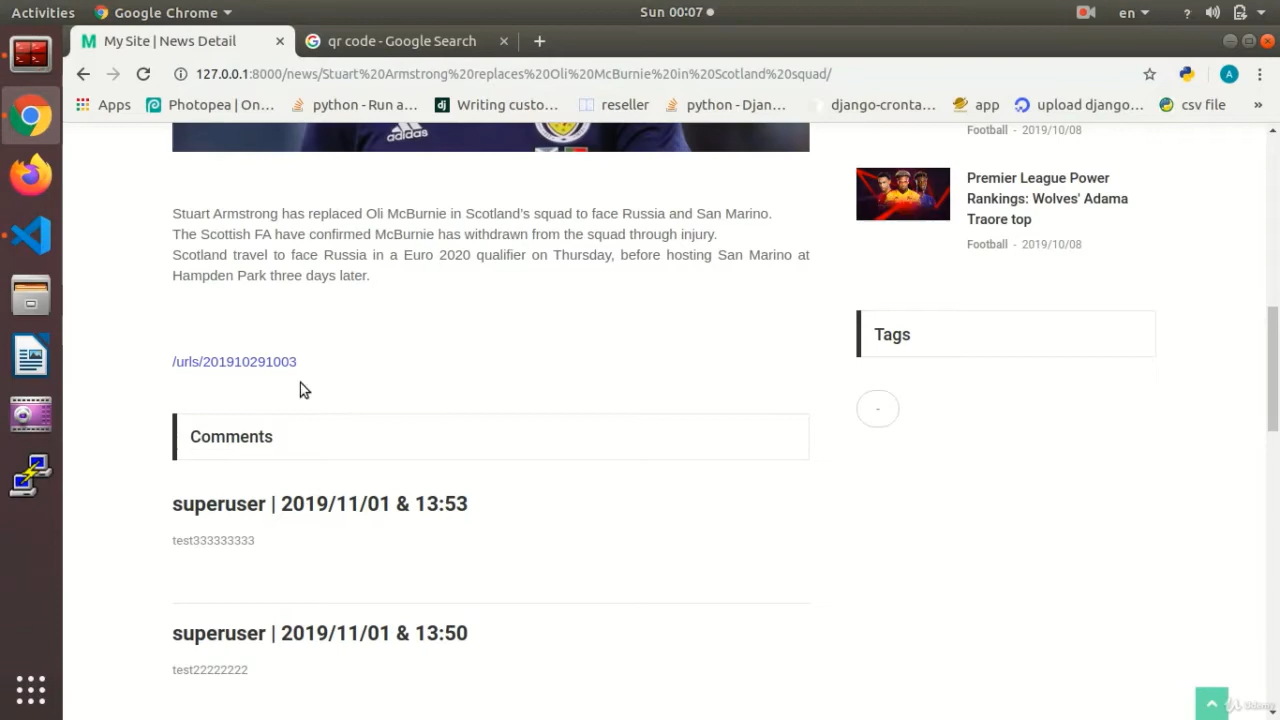 Activities
Google Chrome
Sun 00:07
en
?
My Site | News Detail
qr code - Google Search
127.0.0.1:8000/news/Stuart%20Armstrong%20replaces%20Oli%20McBurnie%20in%20Scotland%20squad/
A
Apps
Photopea | On...
python - Run a...
Writing custo...
reseller
python - Djan...
django-cronta...
app
upload django...
csv file
»
adidas
Football - 2019/10/08
Premier League Power
Rankings: Wolves' Adama
Traore top
Football - 2019/10/08
Stuart Armstrong has replaced Oli McBurnie in Scotland's squad to face Russia and San Marino.
The Scottish FA have confirmed McBurnie has withdrawn from the squad through injury.
Scotland travel to face Russia in a Euro 2020 qualifier on Thursday, before hosting San Marino at
Hampden Park three days later.
/urls/201910291003
Tags
-
Comments
superuser | 2019/11/01 & 13:53
test333333333
superuser | 2019/11/01 & 13:50
test22222222
Udemy